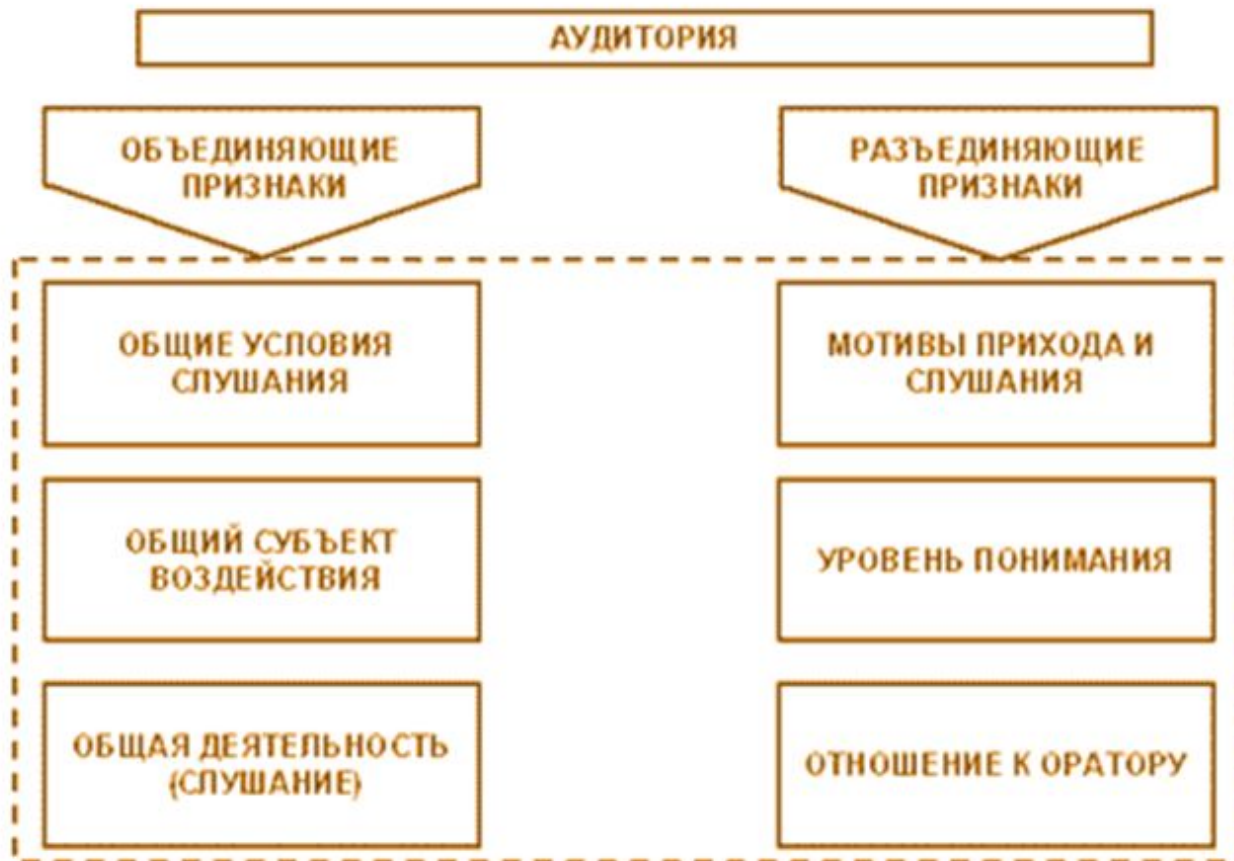 АУДИТОРИЯ
ОБЪЕДИНЯЮЩИЕ
ПРИЗНАКИ
РАЗЪЕДИНЯЮЩИЕ
ПРИЗНАКИ
ОБЩИЕ УСЛОВИЯ
СЛУШАНИЯ
МОТИВЫ ПРИХОДА И
СЛУШАНИЯ
ОБЩИЙ СУБЪЕКТ
ВОЗДЕЙСТВИЯ
УРОВЕНЬ ПОНИМАНИЯ
ОБЩАЯ ДЕЯТЕЛЬНОСТЬ
(СЛУШАНИЕ)
ОТНОШЕНИЕ К ОРАТОРУ